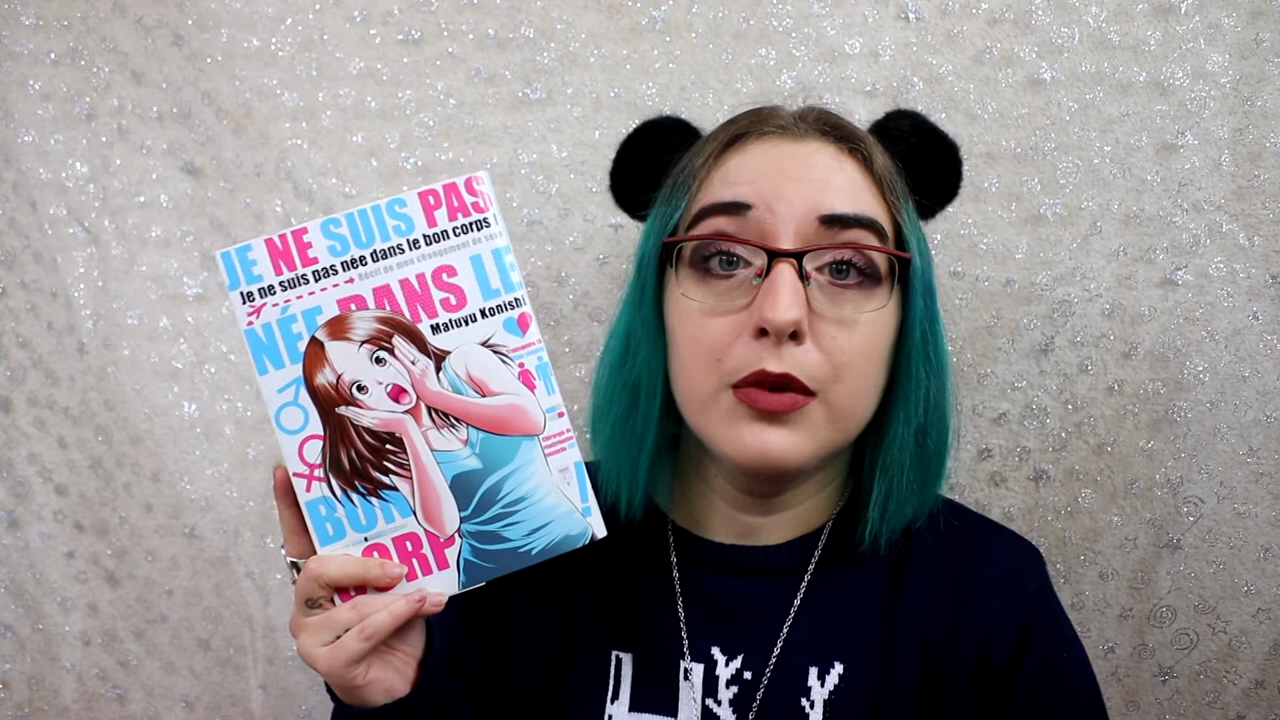 JE NE SUIS PAS
Je ne suis pas née dans le bon corps !
Récit de mon changement de sexe
NÉE DANS LE
Mafuyu Konishi
BON
CORP
!